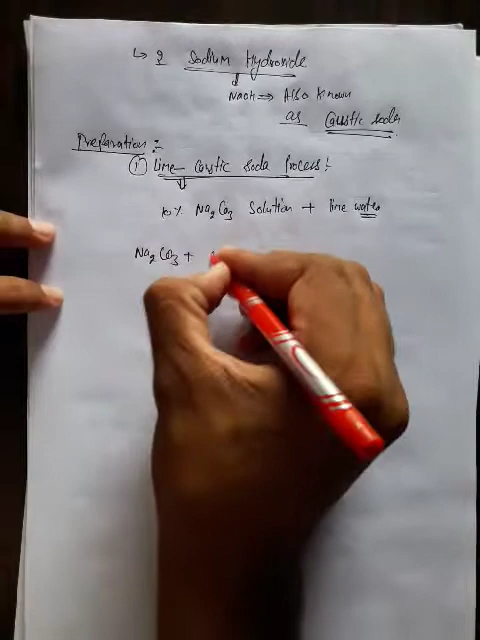 ↳ 2 Sodium Hydroxide
NaOH ⇒ Also Known
as Caustic soda
Preparation :-
① Lime-Caustic soda Process :
10% Na2CO3 Solution + lime water
Na2CO3 +